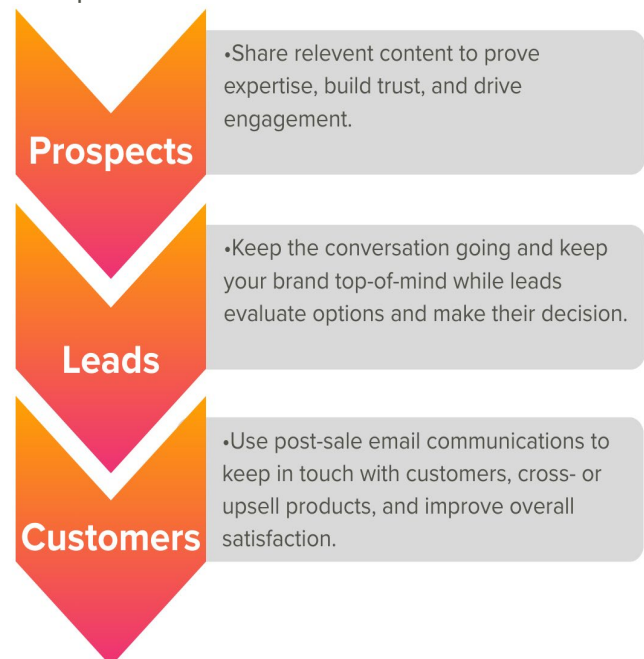 Prospects
•Share relevent content to prove
expertise, build trust, and drive
engagement.
Leads
•Keep the conversation going and keep
your brand top-of-mind while leads
evaluate options and make their decision.
Customers
•Use post-sale email communications to
keep in touch with customers, cross- or
upsell products, and improve overall
satisfaction.